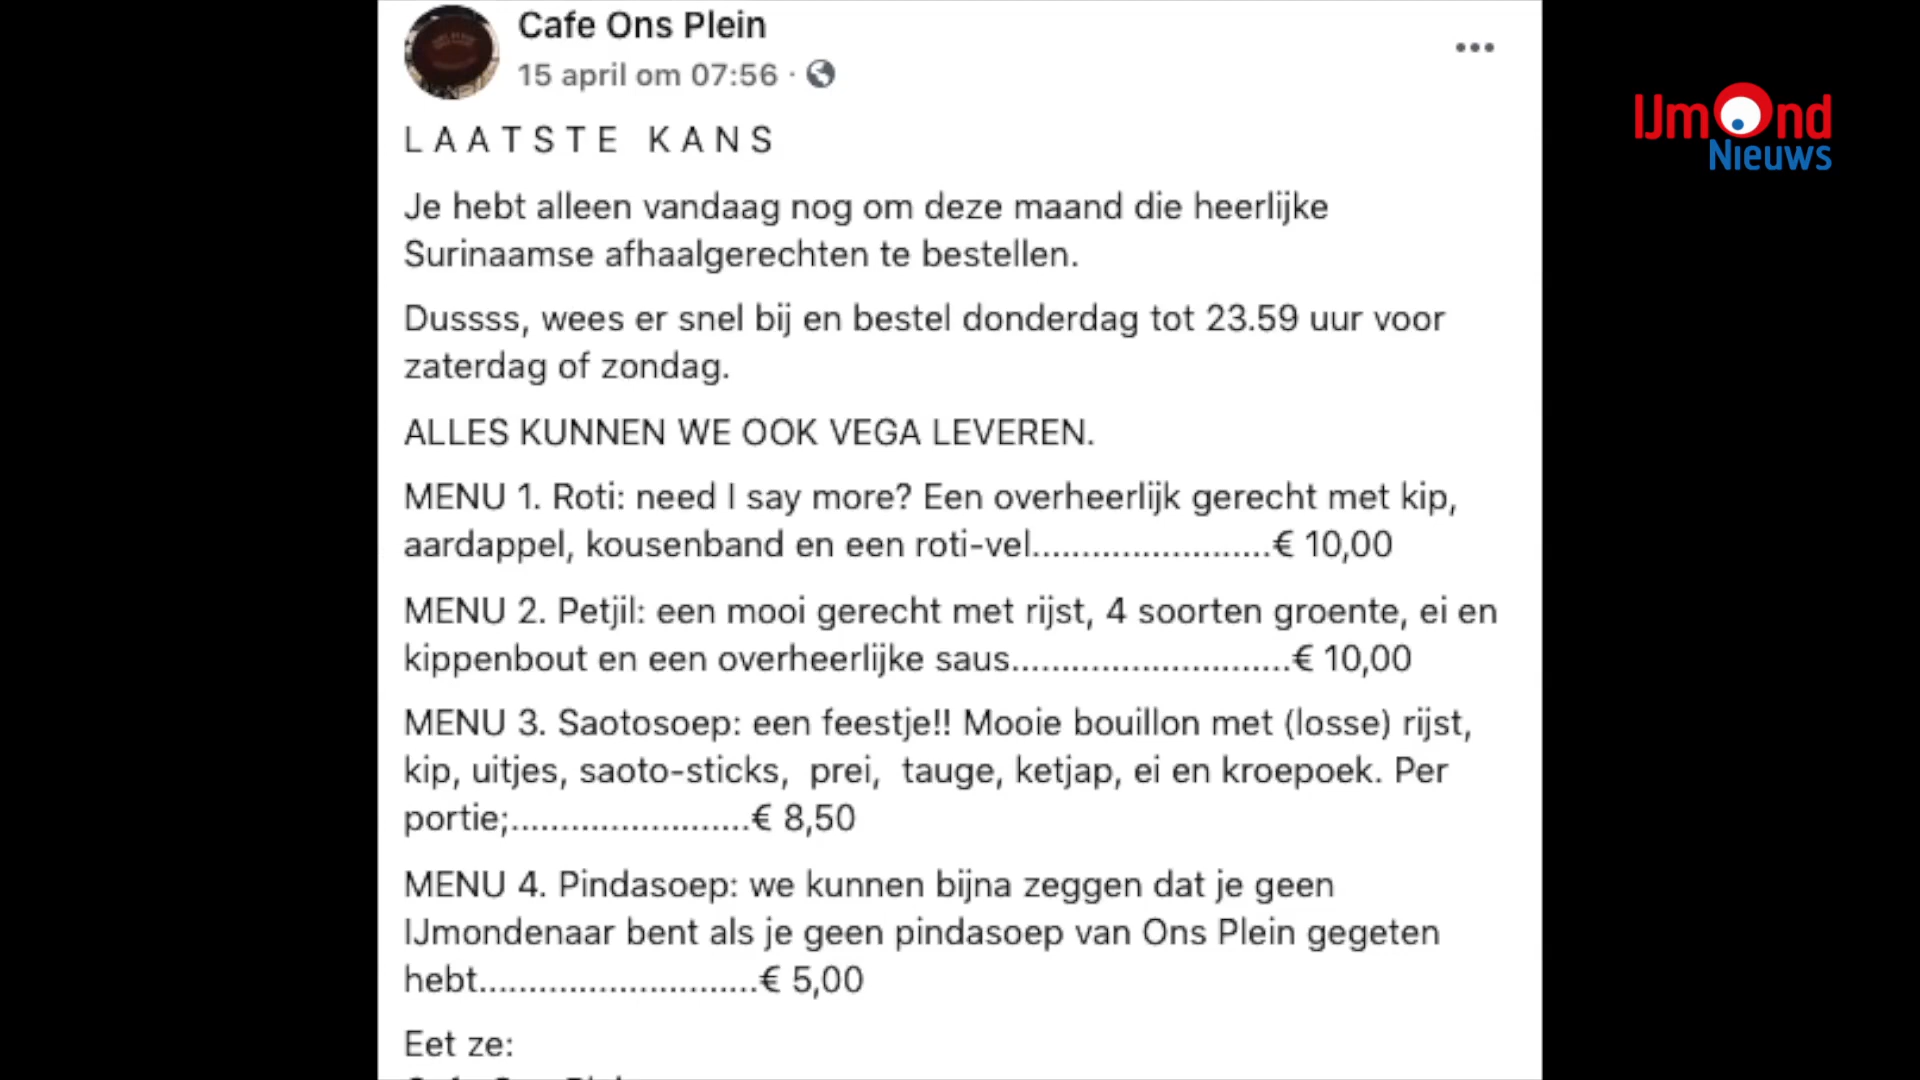 Cafe Ons Plein
15 april om 07:56 ·
IJmond
Nieuws
LAATSTE KANS
Je hebt alleen vandaag nog om deze maand die heerlijke
Surinaamse afhaalgerechten te bestellen.
Dussss, wees er snel bij en bestel donderdag tot 23.59 uur voor
zaterdag of zondag.
ALLES KUNNEN WE OOK VEGA LEVEREN.
MENU 1. Roti: need I say more? Een overheerlijk gerecht met kip,
aardappel, kousenband en een roti-vel........................€ 10,00
MENU 2. Petjil: een mooi gerecht met rijst, 4 soorten groente, ei en
kippenbout en een overheerlijke saus............................€ 10,00
MENU 3. Saotosoep: een feestje!! Mooie bouillon met (losse) rijst,
kip, uitjes, saoto-sticks,  prei,  tauge, ketjap, ei en kroepoek. Per
portie;........................€ 8,50
MENU 4. Pindasoep: we kunnen bijna zeggen dat je geen
IJmondenaar bent als je geen pindasoep van Ons Plein gegeten
hebt............................€ 5,00
Eet ze: